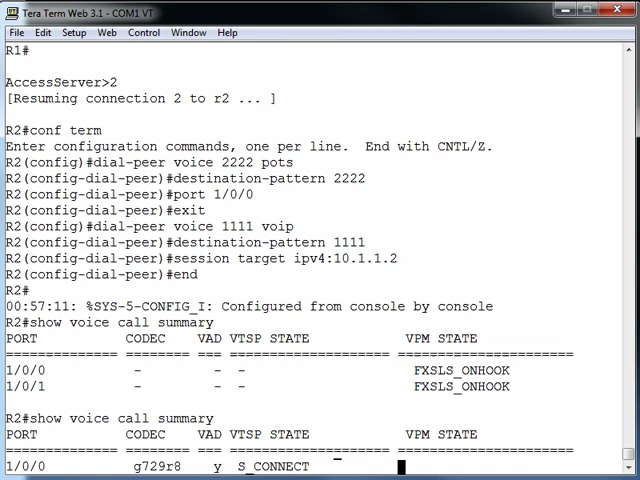 Tera Term Web 3.1 - COM1 VT
File Edit Setup Web Control Window Help
R1#
AccessServer>2
[Resuming connection 2 to r2 ... ]
R2#conf term
Enter configuration commands, one per line.  End with CNTL/Z.
R2(config)#dial-peer voice 2222 pots
R2(config-dial-peer)#destination-pattern 2222
R2(config-dial-peer)#port 1/0/0
R2(config-dial-peer)#exit
R2(config)#dial-peer voice 1111 voip
R2(config-dial-peer)#destination-pattern 1111
R2(config-dial-peer)#session target ipv4:10.1.1.2
R2(config-dial-peer)#end
R2#
00:57:11: %SYS-5-CONFIG_I: Configured from console by console
R2#show voice call summary
PORT           CODEC    VAD VTSP STATE            VPM STATE
============== ======== === ==================== ======================
1/0/0          -        -  -                     FXSLS_ONHOOK
1/0/1          -        -  -                     FXSLS_ONHOOK
R2#show voice call summary
PORT           CODEC    VAD VTSP STATE            VPM STATE
============== ======== === ==================== ======================
1/0/0          g729r8   y  S_CONNECT